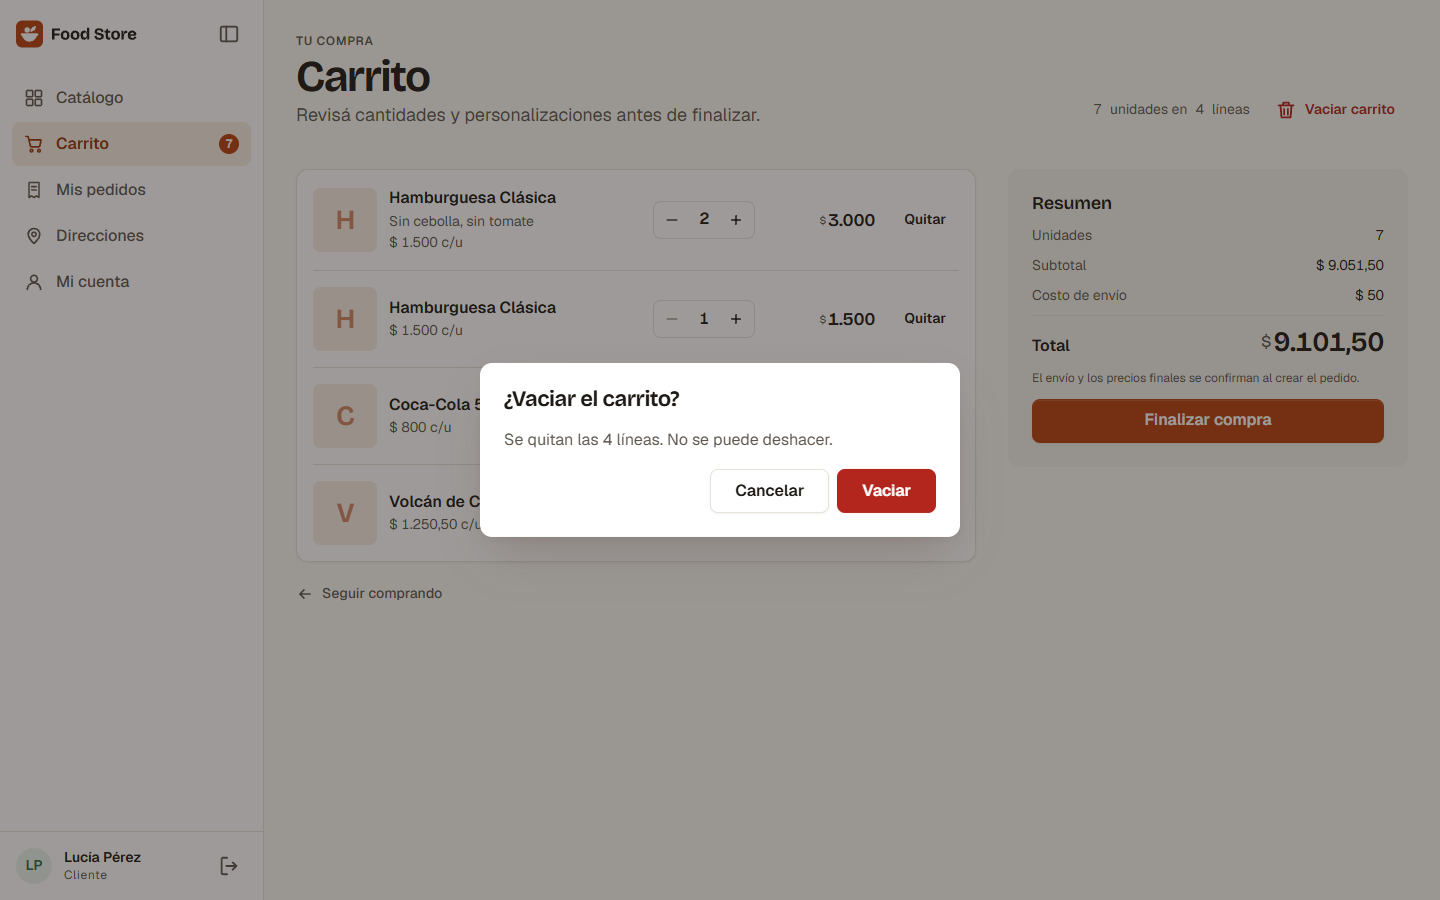 Food Store
Catálogo
Carrito 7
Mis pedidos
Direcciones
Mi cuenta
LP
Lucía Pérez
Cliente
TU COMPRA
Carrito
Revisá cantidades y personalizaciones antes de finalizar.
7 unidades en 4 líneas
Vaciar carrito
H
Hamburguesa Clásica
Sin cebolla, sin tomate
$ 1.500 c/u
2
$3.000
Quitar
H
Hamburguesa Clásica
$ 1.500 c/u
1
$1.500
Quitar
C
Coca-Cola
$ 800 c/u
V
Volcán de
$ 1.250,50 c/u
Seguir comprando
Resumen
Unidades 7
Subtotal $ 9.051,50
Costo de envío $ 50
Total $9.101,50
El envío y los precios finales se confirman al crear el pedido.
Finalizar compra
¿Vaciar el carrito?
Se quitan las 4 líneas. No se puede deshacer.
Cancelar
Vaciar